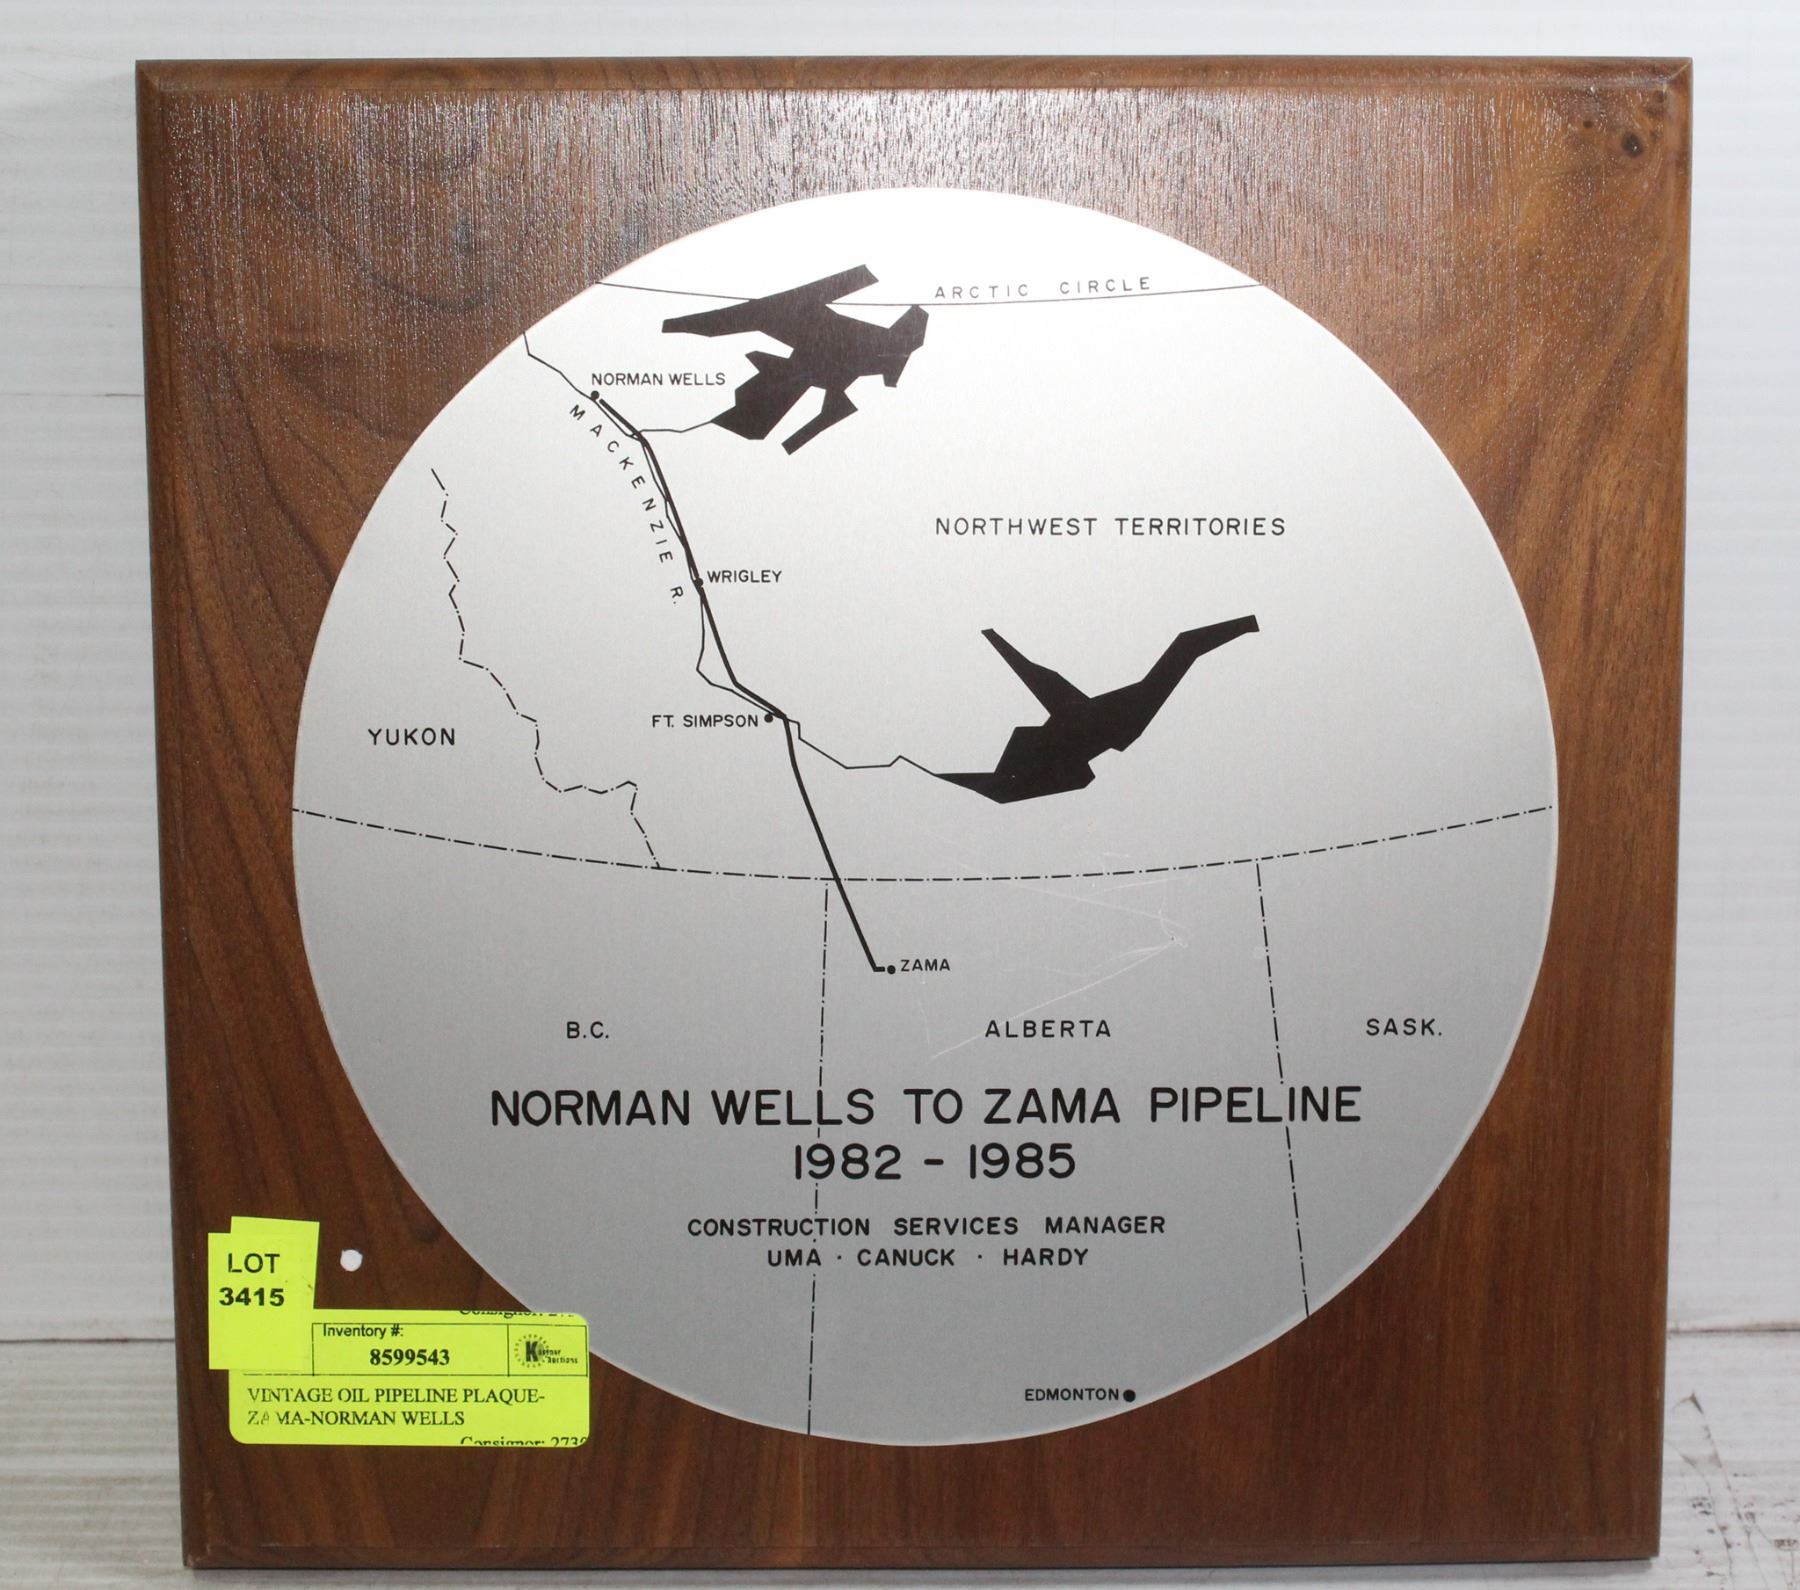 ARCTIC CIRCLE
NORMAN WELLS
MACKENZIE R.
NORTHWEST TERRITORIES
WRIGLEY
FT. SIMPSON
YUKON
ZAMA
B.C.
ALBERTA
SASK.
NORMAN WELLS TO ZAMA PIPELINE
1982 - 1985
CONSTRUCTION SERVICES MANAGER
UMA · CANUCK · HARDY
EDMONTON
LOT
3415
Inventory #:
8599543
VINTAGE OIL PIPELINE PLAQUE-
ZAMA-NORMAN WELLS
Consignor: